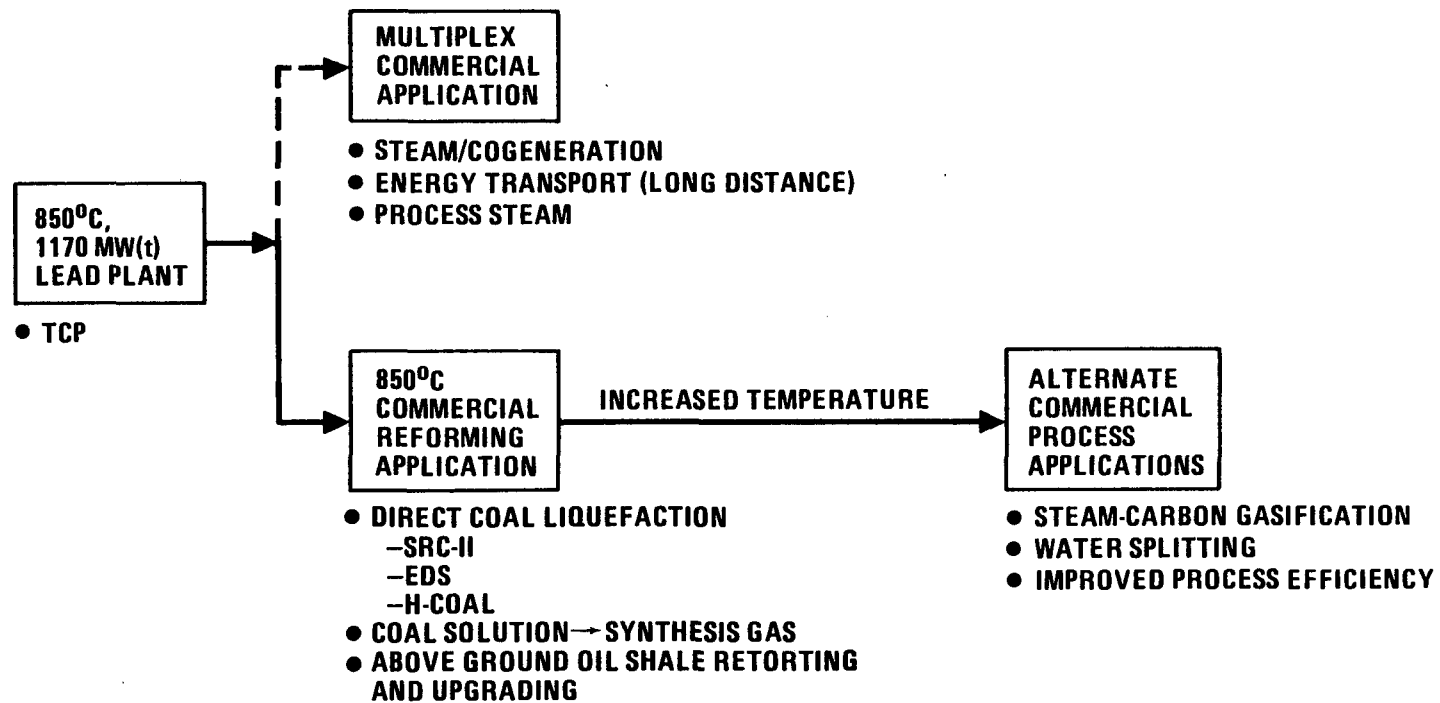 MULTIPLEX
COMMERCIAL
APPLICATION
● STEAM/COGENERATION
● ENERGY TRANSPORT (LONG DISTANCE)
● PROCESS STEAM
850°C,
1170 MW(t)
LEAD PLANT
● TCP
850°C
COMMERCIAL
REFORMING
APPLICATION
INCREASED TEMPERATURE
ALTERNATE
COMMERCIAL
PROCESS
APPLICATIONS
● DIRECT COAL LIQUEFACTION
–SRC-II
–EDS
–H-COAL
● COAL SOLUTION → SYNTHESIS GAS
● ABOVE GROUND OIL SHALE RETORTING
AND UPGRADING
● STEAM-CARBON GASIFICATION
● WATER SPLITTING
● IMPROVED PROCESS EFFICIENCY